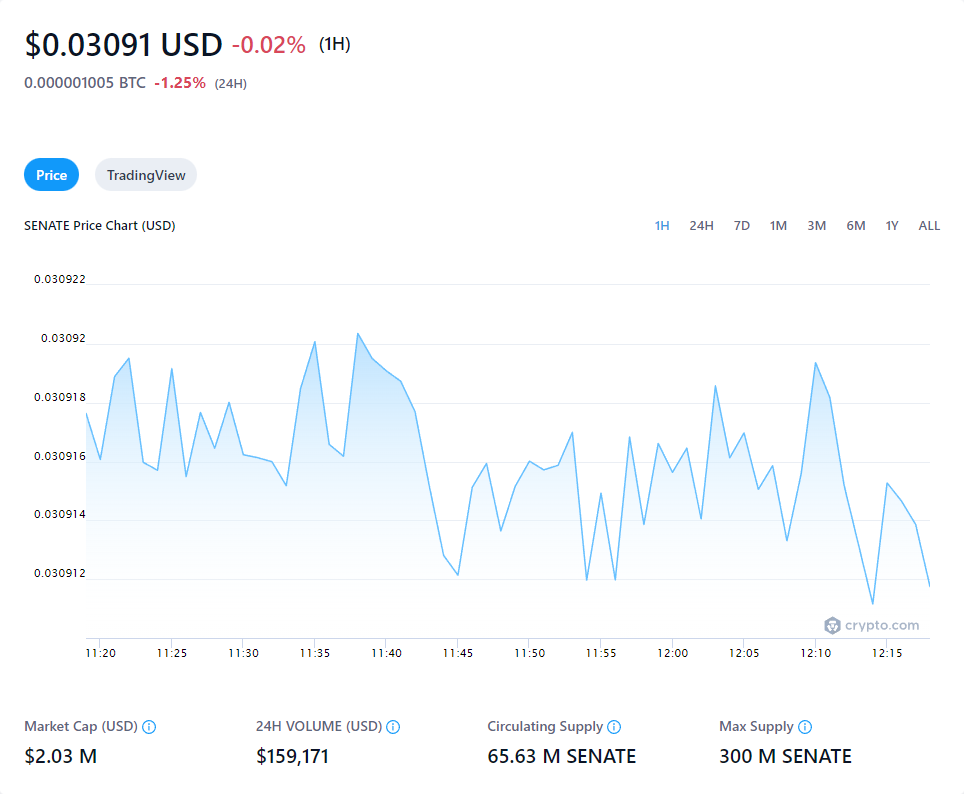 $0.03091 USD -0.02% (1H)
0.000001005 BTC -1.25% (24H)
Price TradingView
SENATE Price Chart (USD) 1H 24H 7D 1M 3M 6M 1Y ALL
0.030922
0.03092
0.030918
0.030916
0.030914
0.030912
crypto.com
11:20 11:25 11:30 11:35 11:40 11:45 11:50 11:55 12:00 12:05 12:10 12:15
Market Cap (USD) 24H VOLUME (USD) Circulating Supply Max Supply
$2.03 M $159,171 65.63 M SENATE 300 M SENATE